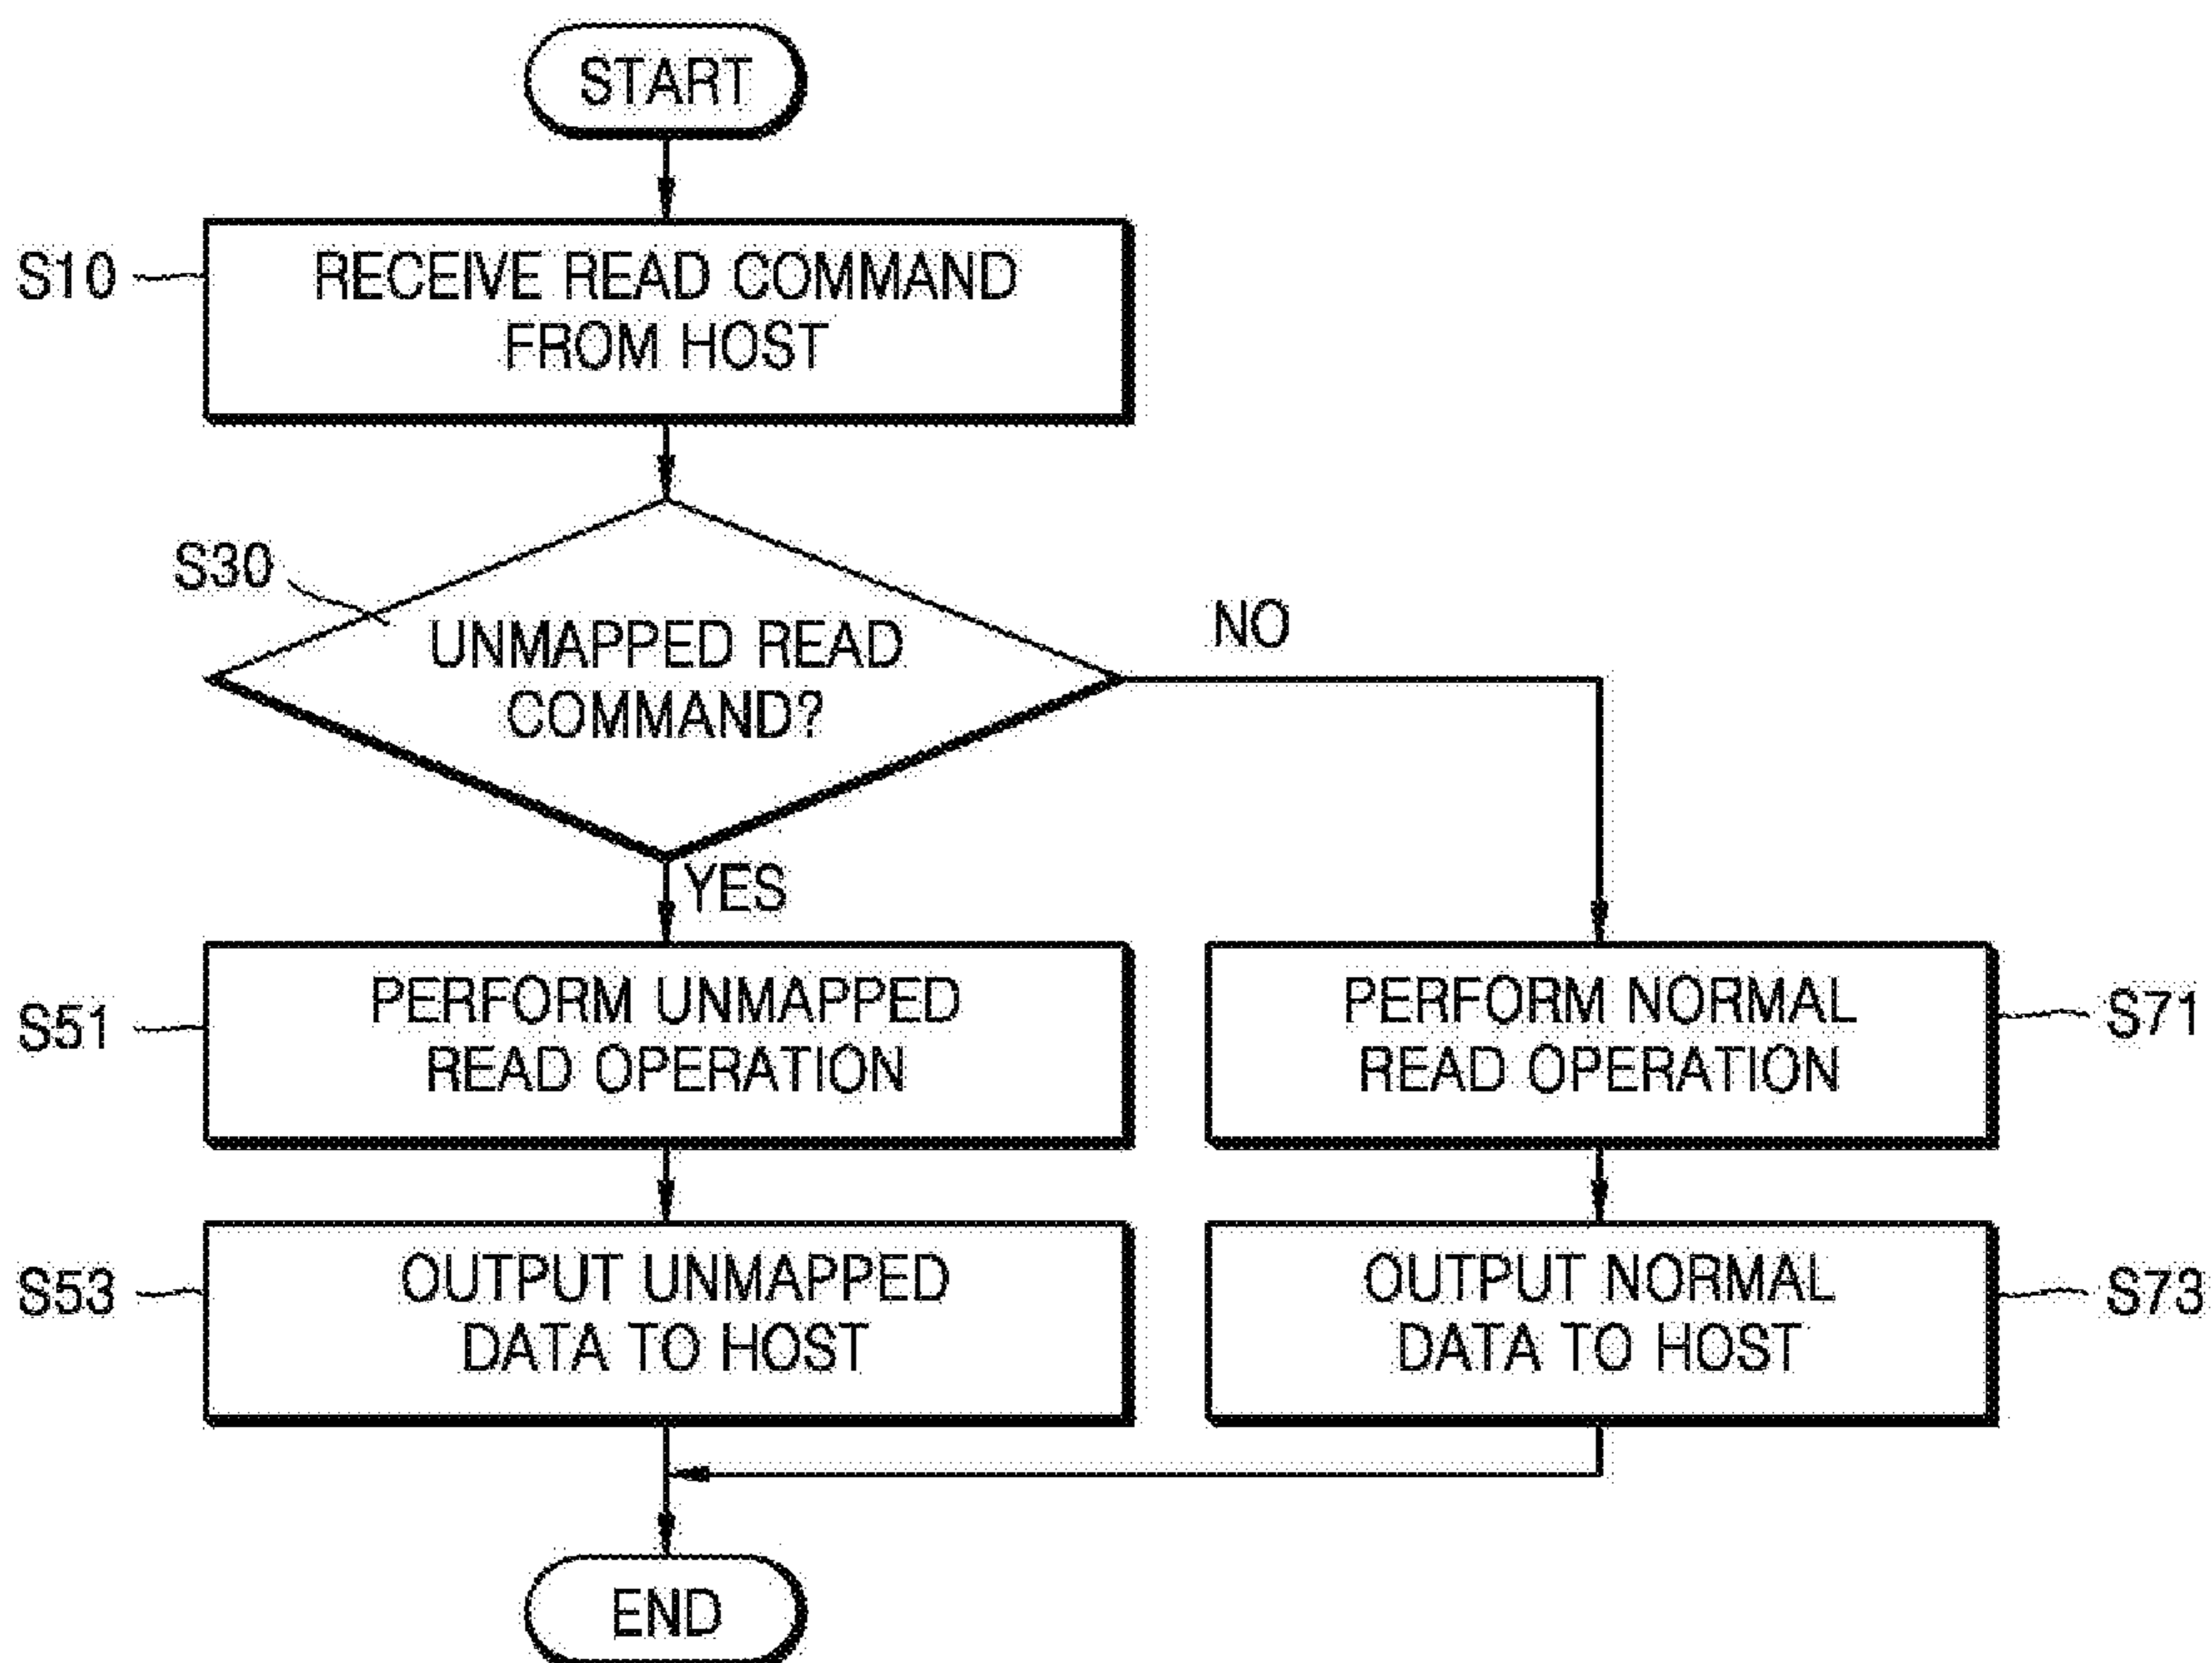 START
S10
RECEIVE READ COMMAND
FROM HOST
S30
UNMAPPED READ
COMMAND?
NO
YES
S51
PERFORM UNMAPPED
READ OPERATION
PERFORM NORMAL
READ OPERATION
S71
S53
OUTPUT UNMAPPED
DATA TO HOST
OUTPUT NORMAL
DATA TO HOST
S73
END